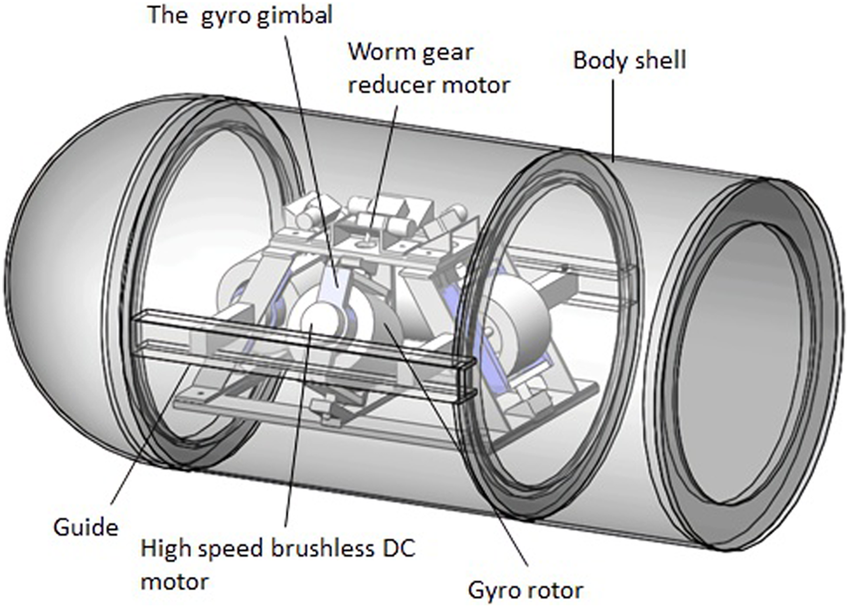 The gyro gimbal
Worm gear
reducer motor
Body shell
Guide
High speed brushless DC
motor
Gyro rotor